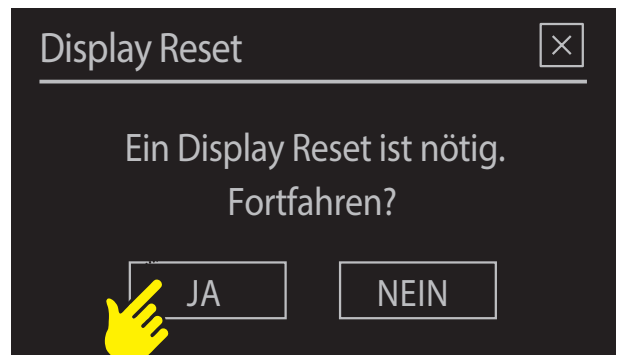 Display Reset
Ein Display Reset ist nötig.
Fortfahren?
JA
NEIN